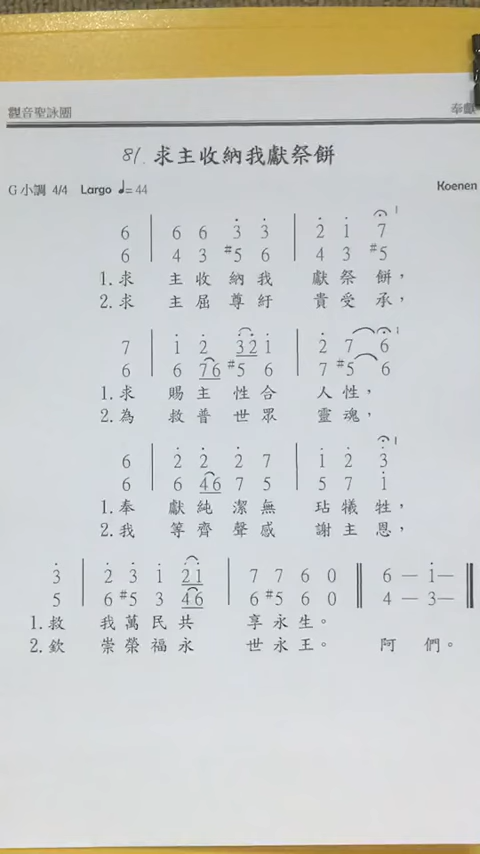 觀音聖詠團 奉獻
81. 求主收納我獻祭餅
G 小調 4/4 Largo ♩= 44 Koenen
6 | 6 6 3̇ 3̇ | 2̇ 1̇ 7
6 | 4 3 #5 6 | 4 3 #5
1.求 主收納我 獻祭餅，
2.求 主屈尊紆 貴受承，
7 | 1̇ 2̇ 3̇2̇ 1̇ | 2̇ 7 6
6 | 6 76 #5 6 | 7 #5 6
1.求 賜主性合 人性，
2.為 救普世眾 靈魂，
6 | 2̇ 2̇ 2̇ 7 | 1̇ 2̇ 3̇
6 | 6 46 7 5 | 5 7 1̇
1.奉 獻純潔無 玷犧牲，
2.我 等齊聲感 謝主恩，
3̇ | 2̇ 3̇ 1̇ 2̇1̇ | 7 7 6 0 ‖ 6 — 1̇— ‖
5 | 6 #5 3 46 | 6 #5 6 0 ‖ 4 — 3— ‖
1.救 我萬民共 享永生。
2.欽 崇榮福永 世永王。 阿 們。